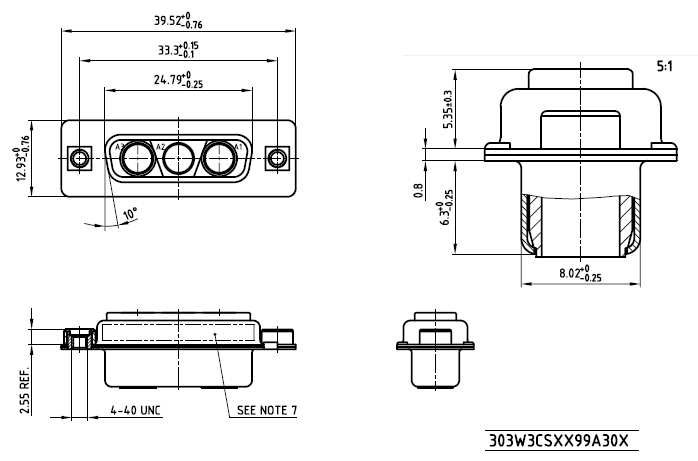 39.52+0 -0.76
33.3+0.15 -0.1
24.79+0 -0.25
5:1
12.93+0 -0.76
A3 A2 A1
10°
5.35±0.3
0.8
6.3+0 -0.25
8.02+0 -0.25
2.55 REF.
4-40 UNC
SEE NOTE 7
303W3CSXX99A30X